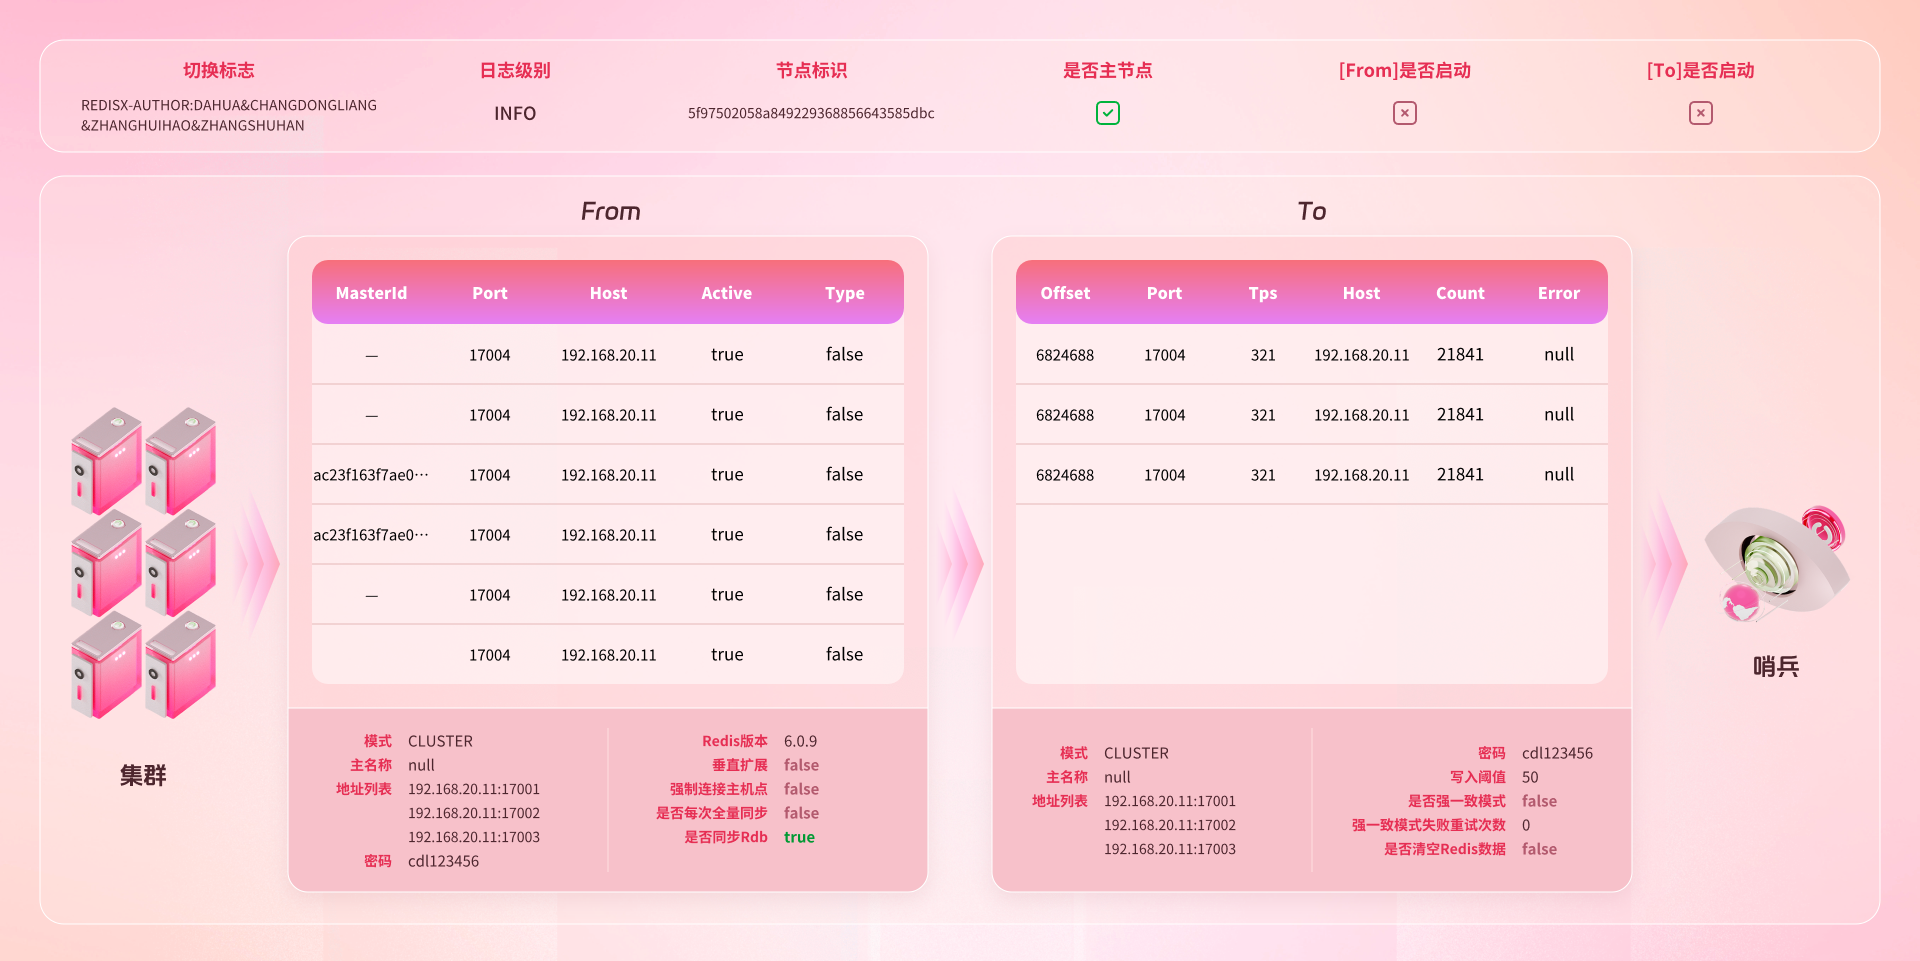 切换标志 日志级别 节点标识 是否主节点 [From]是否启动 [To]是否启动
REDISX-AUTHOR:DAHUA&CHANGDONGLIANG
&ZHANGHUIHAO&ZHANGSHUHAN
INFO
5f97502058a849229368856643585dbc
From
MasterId Port Host Active Type
— 17004 192.168.20.11 true false
— 17004 192.168.20.11 true false
ac23f163f7ae0··· 17004 192.168.20.11 true false
ac23f163f7ae0··· 17004 192.168.20.11 true false
— 17004 192.168.20.11 true false
17004 192.168.20.11 true false
模式 CLUSTER
主名称 null
地址列表 192.168.20.11:17001
192.168.20.11:17002
192.168.20.11:17003
密码 cdl123456
Redis版本 6.0.9
垂直扩展 false
强制连接主机点 false
是否每次全量同步 false
是否同步Rdb true
To
Offset Port Tps Host Count Error
6824688 17004 321 192.168.20.11 21841 null
6824688 17004 321 192.168.20.11 21841 null
6824688 17004 321 192.168.20.11 21841 null
模式 CLUSTER
主名称 null
地址列表 192.168.20.11:17001
192.168.20.11:17002
192.168.20.11:17003
密码 cdl123456
写入阈值 50
是否强一致模式 false
强一致模式失败重试次数 0
是否清空Redis数据 false
集群
哨兵